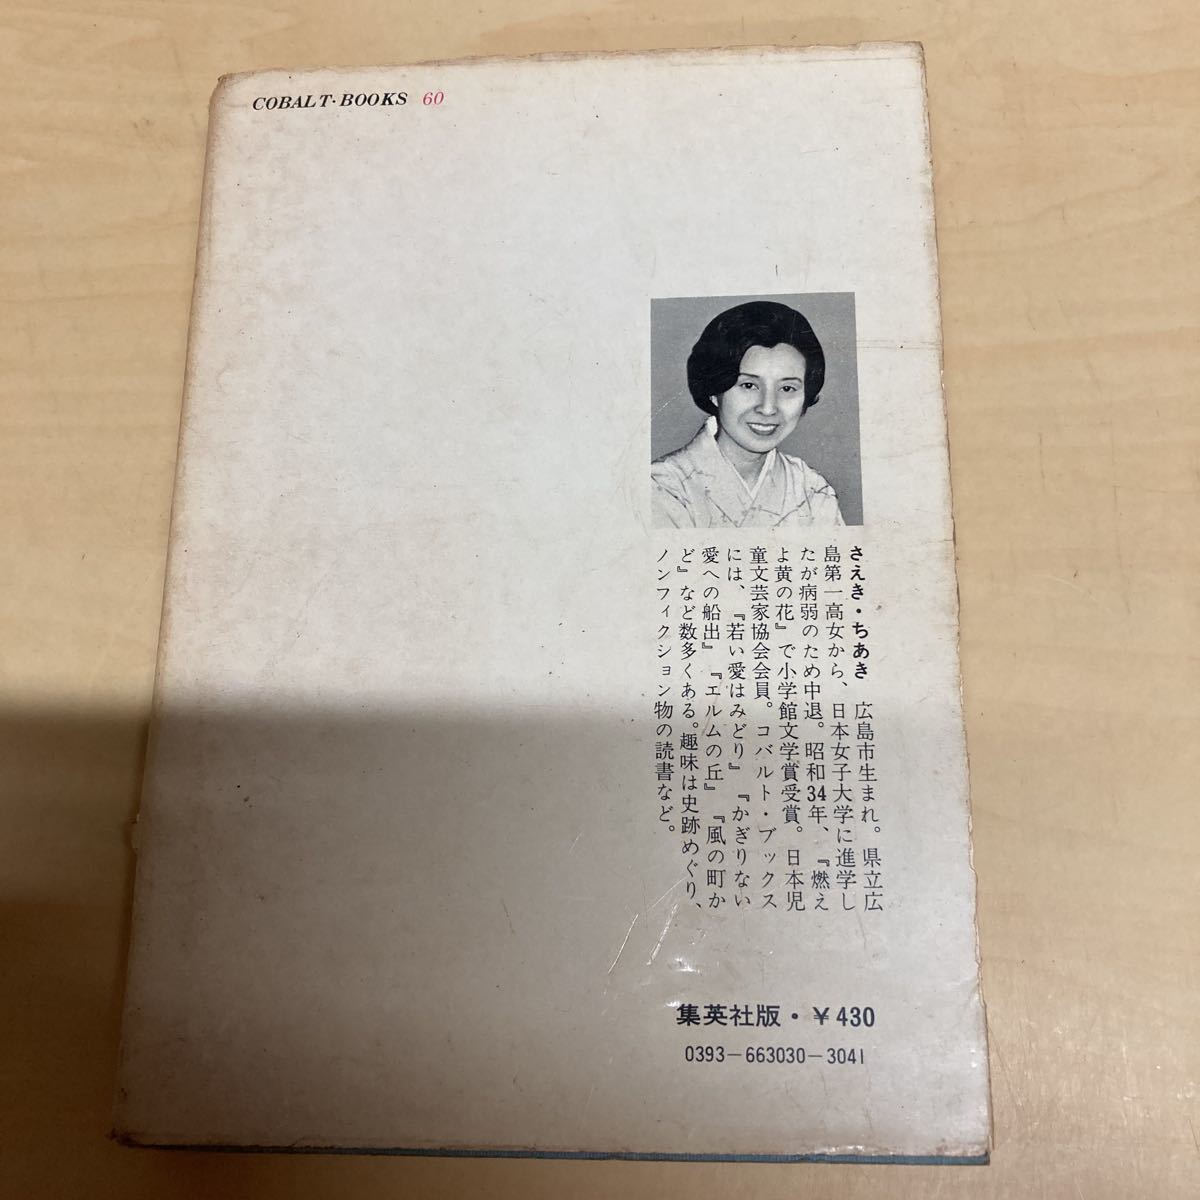 COBALT·BOOKS 60
さえき・ちあき 広島市生まれ。県立広
島第一高女から、日本女子大学に進学し
たが病弱のため中退。昭和34年、『燃え
よ黄の花』で小学館文学賞受賞。日本児
童文芸家協会会員。コバルト・ブックス
には、『若い愛はみどり』『かぎりない
愛への船出』『エルムの丘』『風の町か
ど』など数多くある。趣味は史跡めぐり、
ノンフィクション物の読書など。
集英社版・¥430
0393-663030-3041